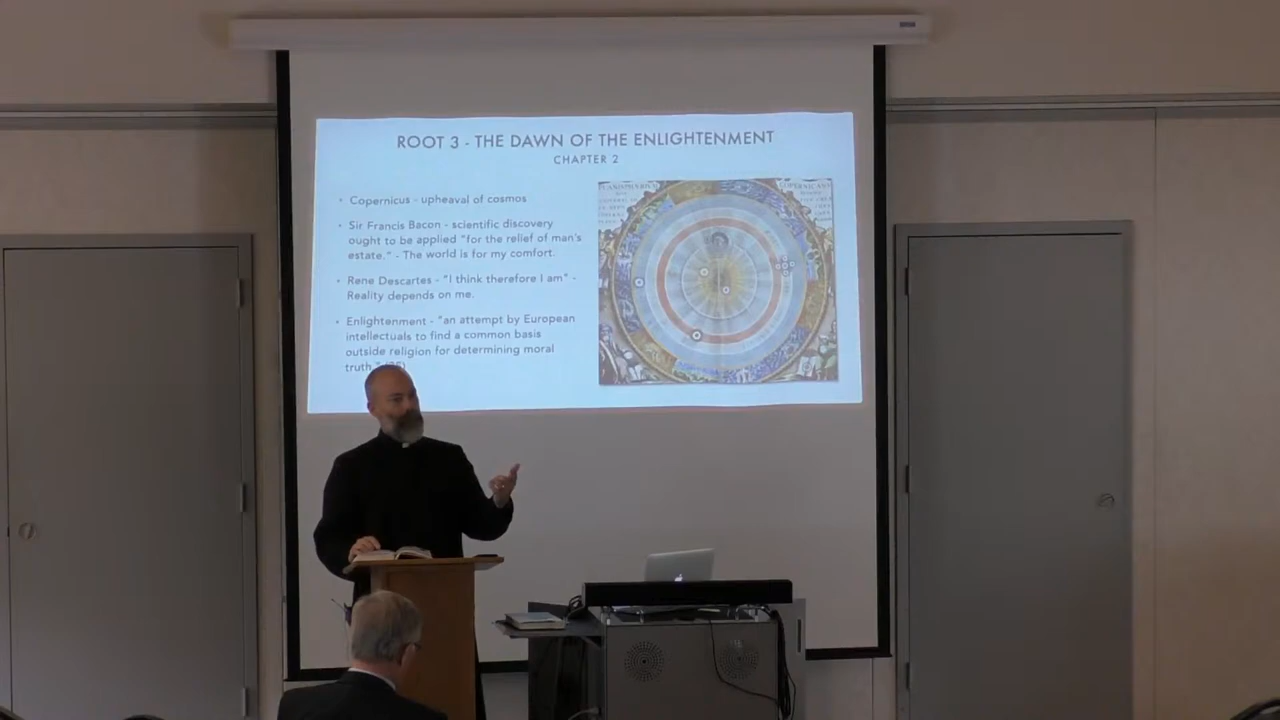 ROOT 3 - THE DAWN OF THE ENLIGHTENMENT
CHAPTER 2
• Copernicus - upheaval of cosmos
• Sir Francis Bacon - scientific discovery
ought to be applied "for the relief of man's
estate." - The world is for my comfort.
• Rene Descartes - "I think therefore I am" -
Reality depends on me.
• Enlightenment - "an attempt by European
intellectuals to find a common basis
outside religion for determining moral
truth
PLANISPHÆRIUM
COPERNICANUM